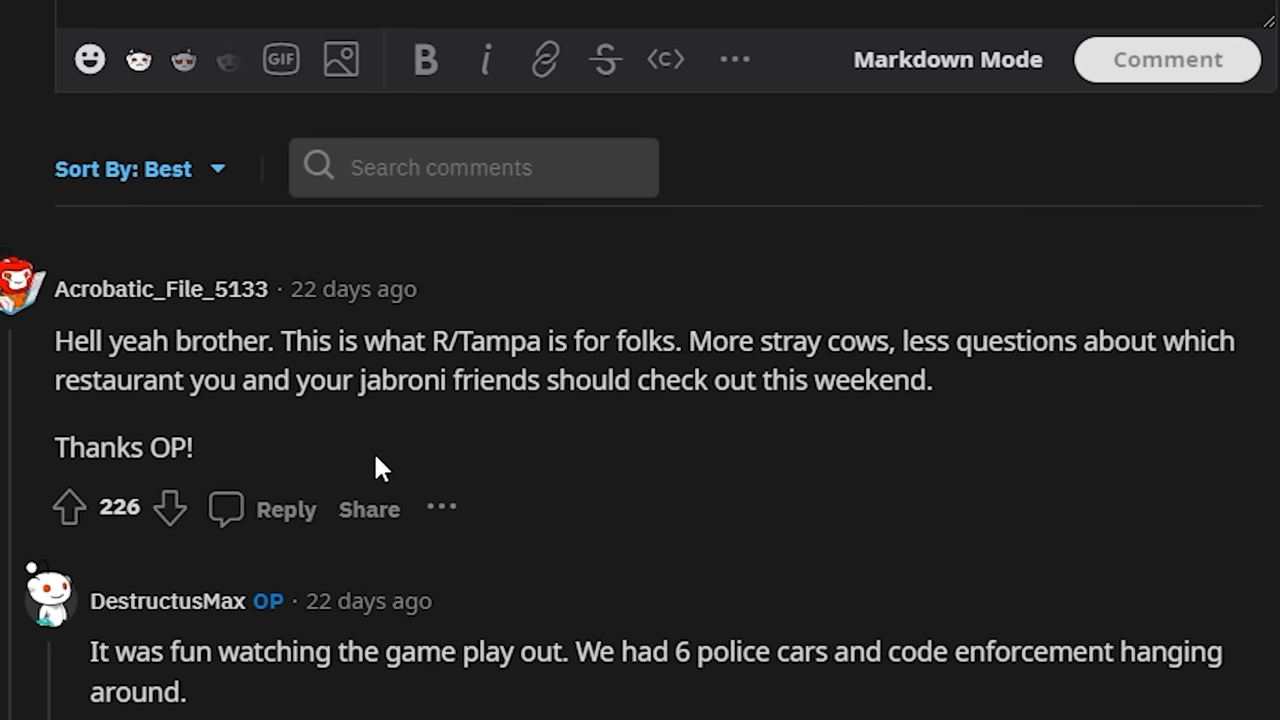 GIF B i S <c> ... Markdown Mode Comment
Sort By: Best Search comments
Acrobatic_File_5133 · 22 days ago
Hell yeah brother. This is what R/Tampa is for folks. More stray cows, less questions about which
restaurant you and your jabroni friends should check out this weekend.
Thanks OP!
226 Reply Share ...
DestructusMax OP · 22 days ago
It was fun watching the game play out. We had 6 police cars and code enforcement hanging
around.